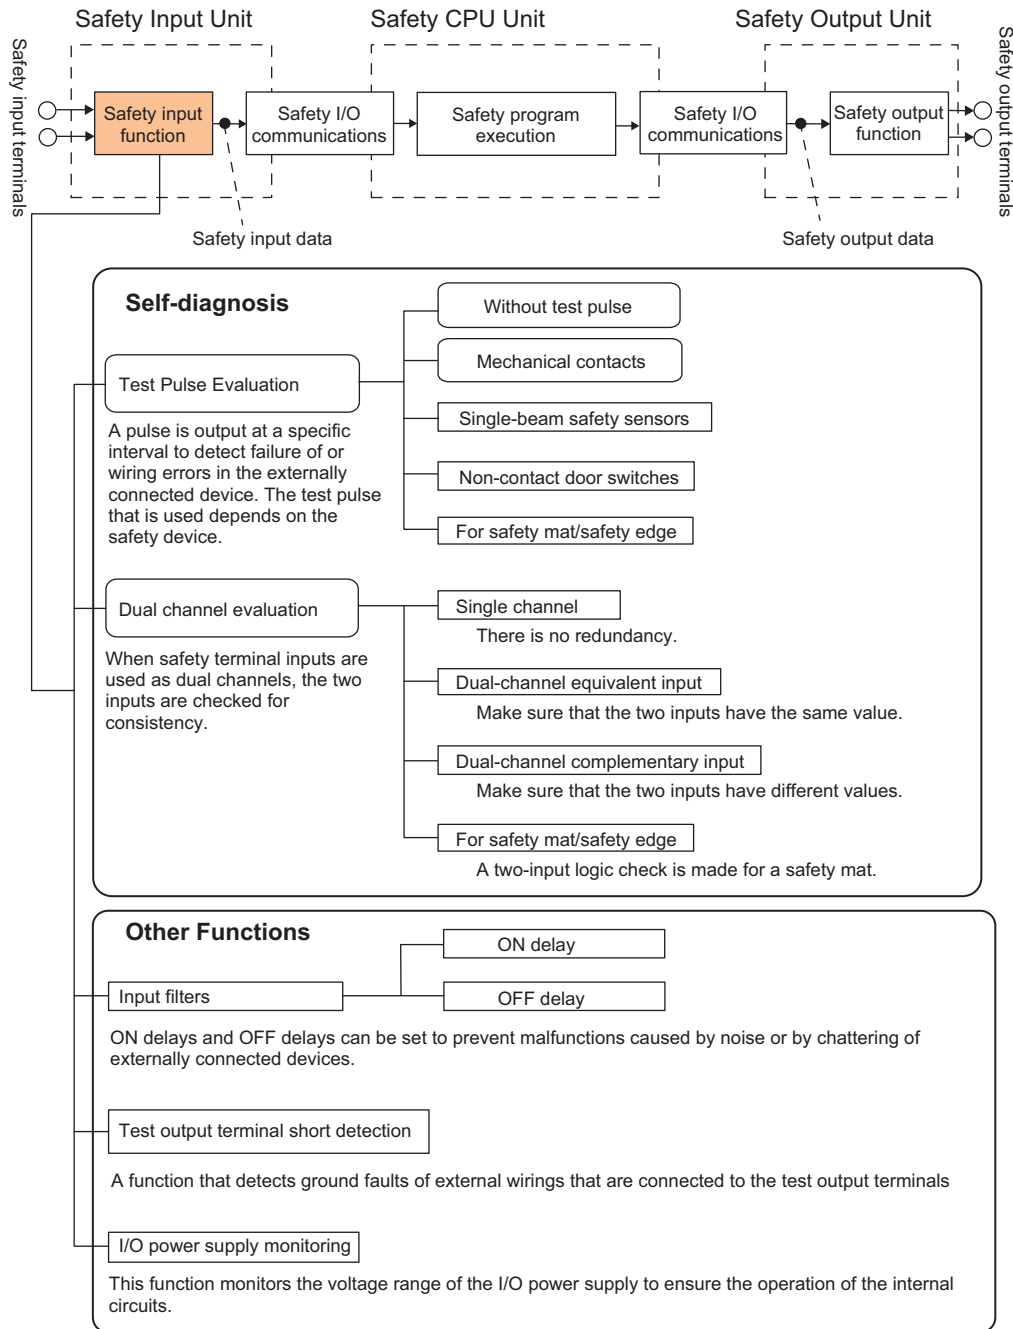 Safety Input Unit
Safety CPU Unit
Safety Output Unit
Safety input terminals
Safety input
function
Safety I/O
communications
Safety program
execution
Safety I/O
communications
Safety output
function
Safety output terminals
Safety input data
Safety output data
Self-diagnosis
Test Pulse Evaluation
A pulse is output at a specific
interval to detect failure of or
wiring errors in the externally
connected device. The test pulse
that is used depends on the
safety device.
Without test pulse
Mechanical contacts
Single-beam safety sensors
Non-contact door switches
For safety mat/safety edge
Dual channel evaluation
When safety terminal inputs are
used as dual channels, the two
inputs are checked for
consistency.
Single channel
There is no redundancy.
Dual-channel equivalent input
Make sure that the two inputs have the same value.
Dual-channel complementary input
Make sure that the two inputs have different values.
For safety mat/safety edge
A two-input logic check is made for a safety mat.
Other Functions
Input filters
ON delay
OFF delay
ON delays and OFF delays can be set to prevent malfunctions caused by noise or by chattering of
externally connected devices.
Test output terminal short detection
A function that detects ground faults of external wirings that are connected to the test output terminals
I/O power supply monitoring
This function monitors the voltage range of the I/O power supply to ensure the operation of the internal
circuits.